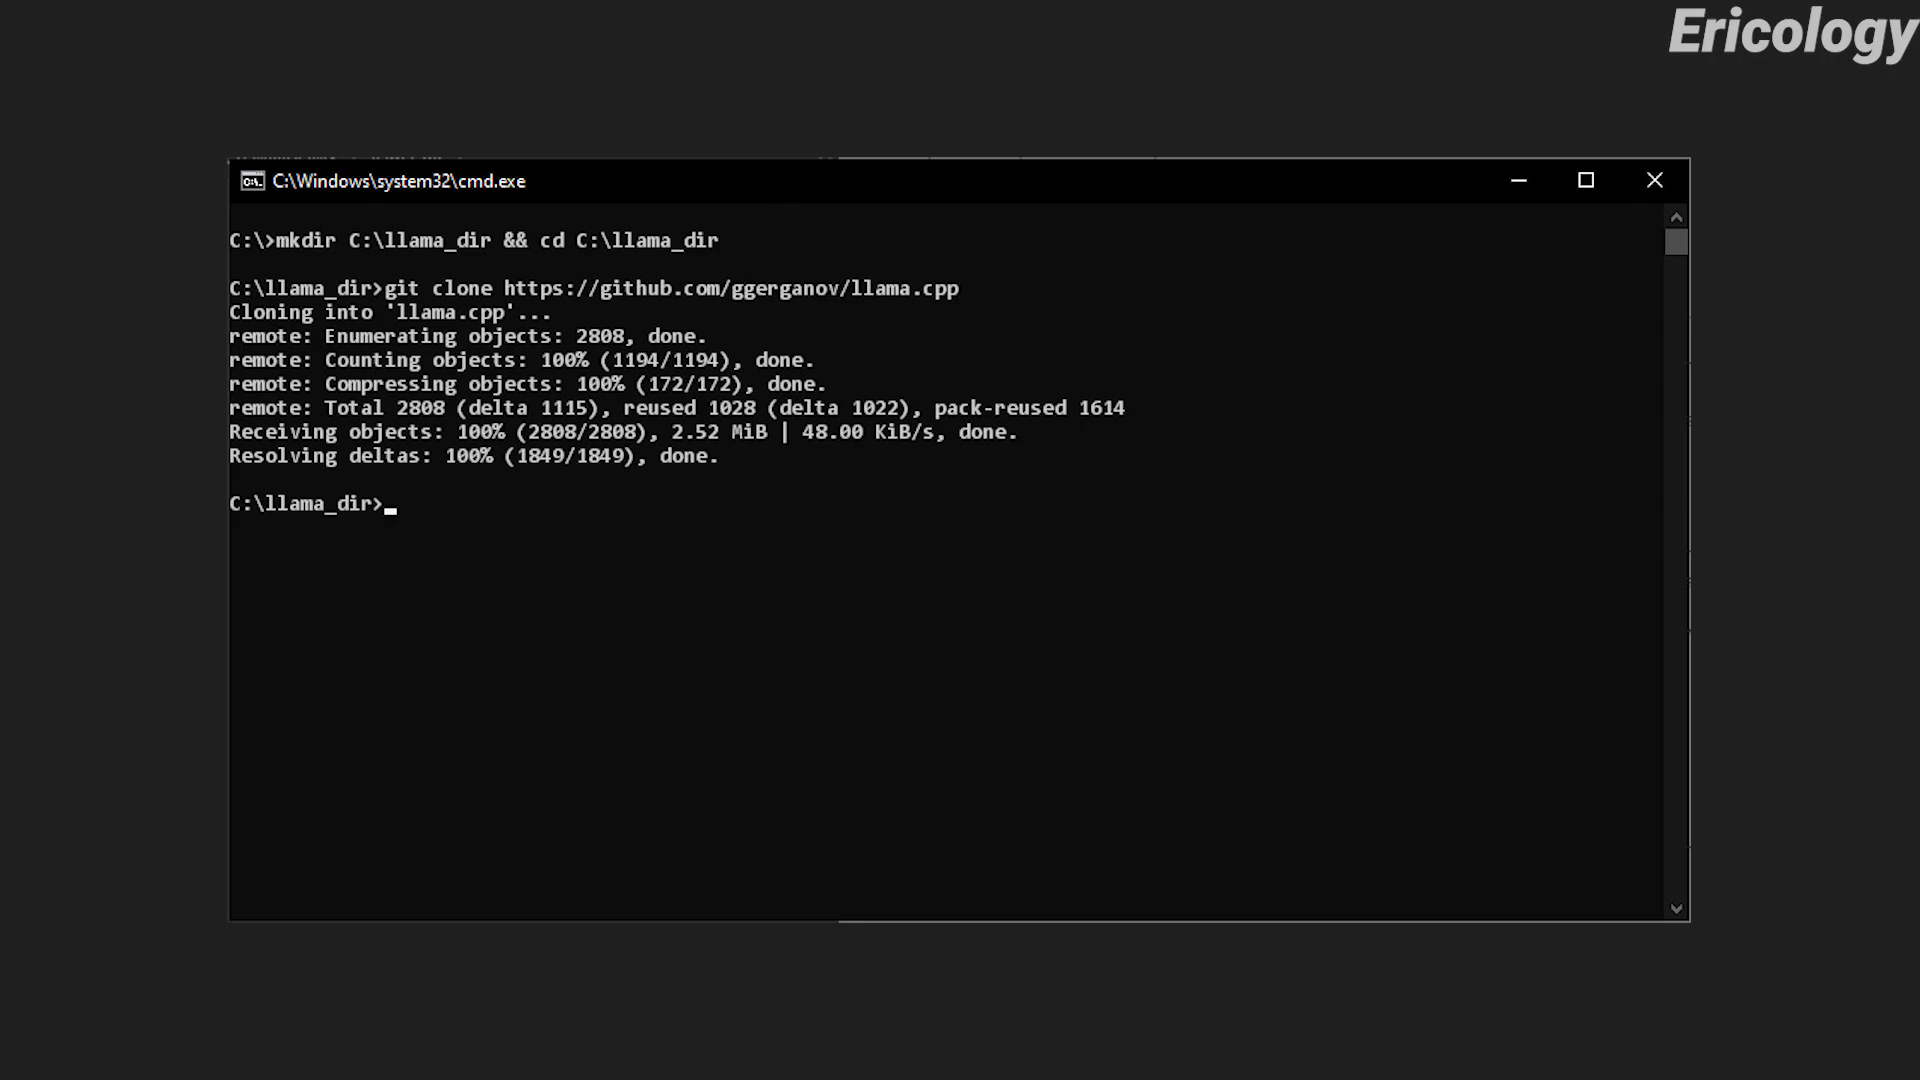 Ericology
C:\Windows\system32\cmd.exe
C:\>mkdir C:\llama_dir && cd C:\llama_dir
C:\llama_dir>git clone https://github.com/ggerganov/llama.cpp
Cloning into 'llama.cpp'...
remote: Enumerating objects: 2808, done.
remote: Counting objects: 100% (1194/1194), done.
remote: Compressing objects: 100% (172/172), done.
remote: Total 2808 (delta 1115), reused 1028 (delta 1022), pack-reused 1614
Receiving objects: 100% (2808/2808), 2.52 MiB | 48.00 KiB/s, done.
Resolving deltas: 100% (1849/1849), done.
C:\llama_dir>